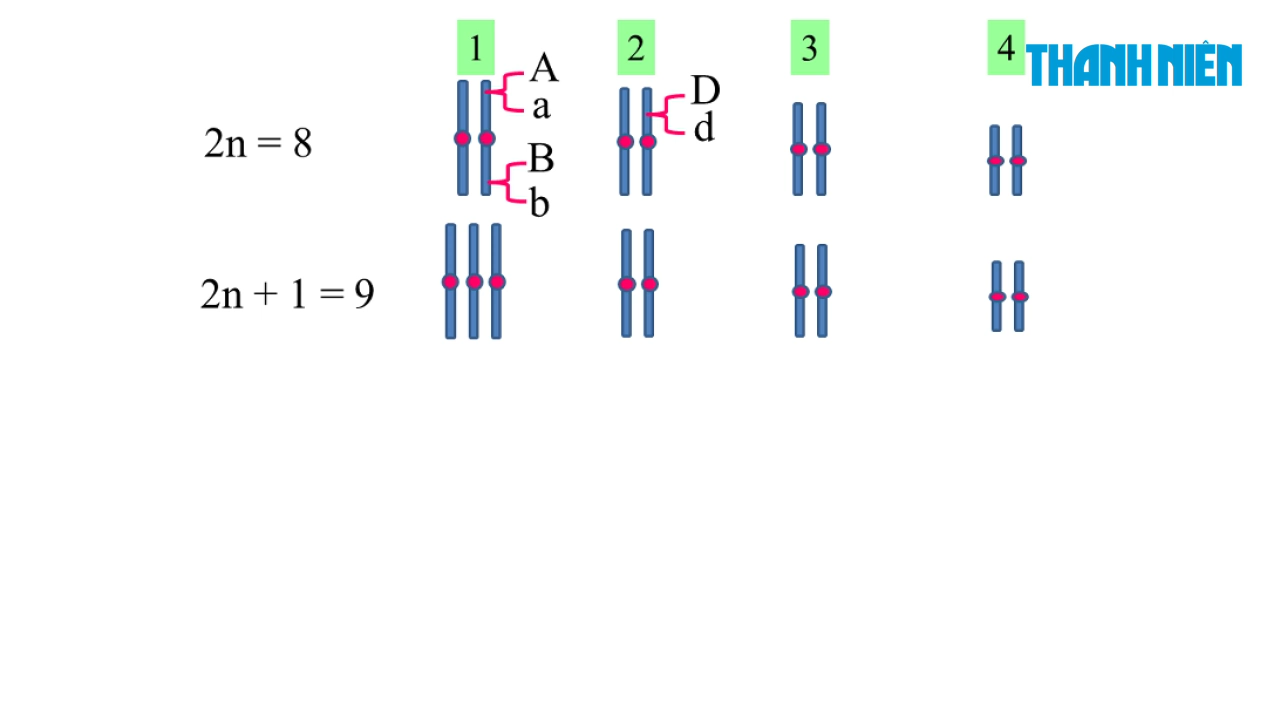 1 2 3 4
THANH NIÊN
A
a
D
d
2n = 8
B
b
2n + 1 = 9